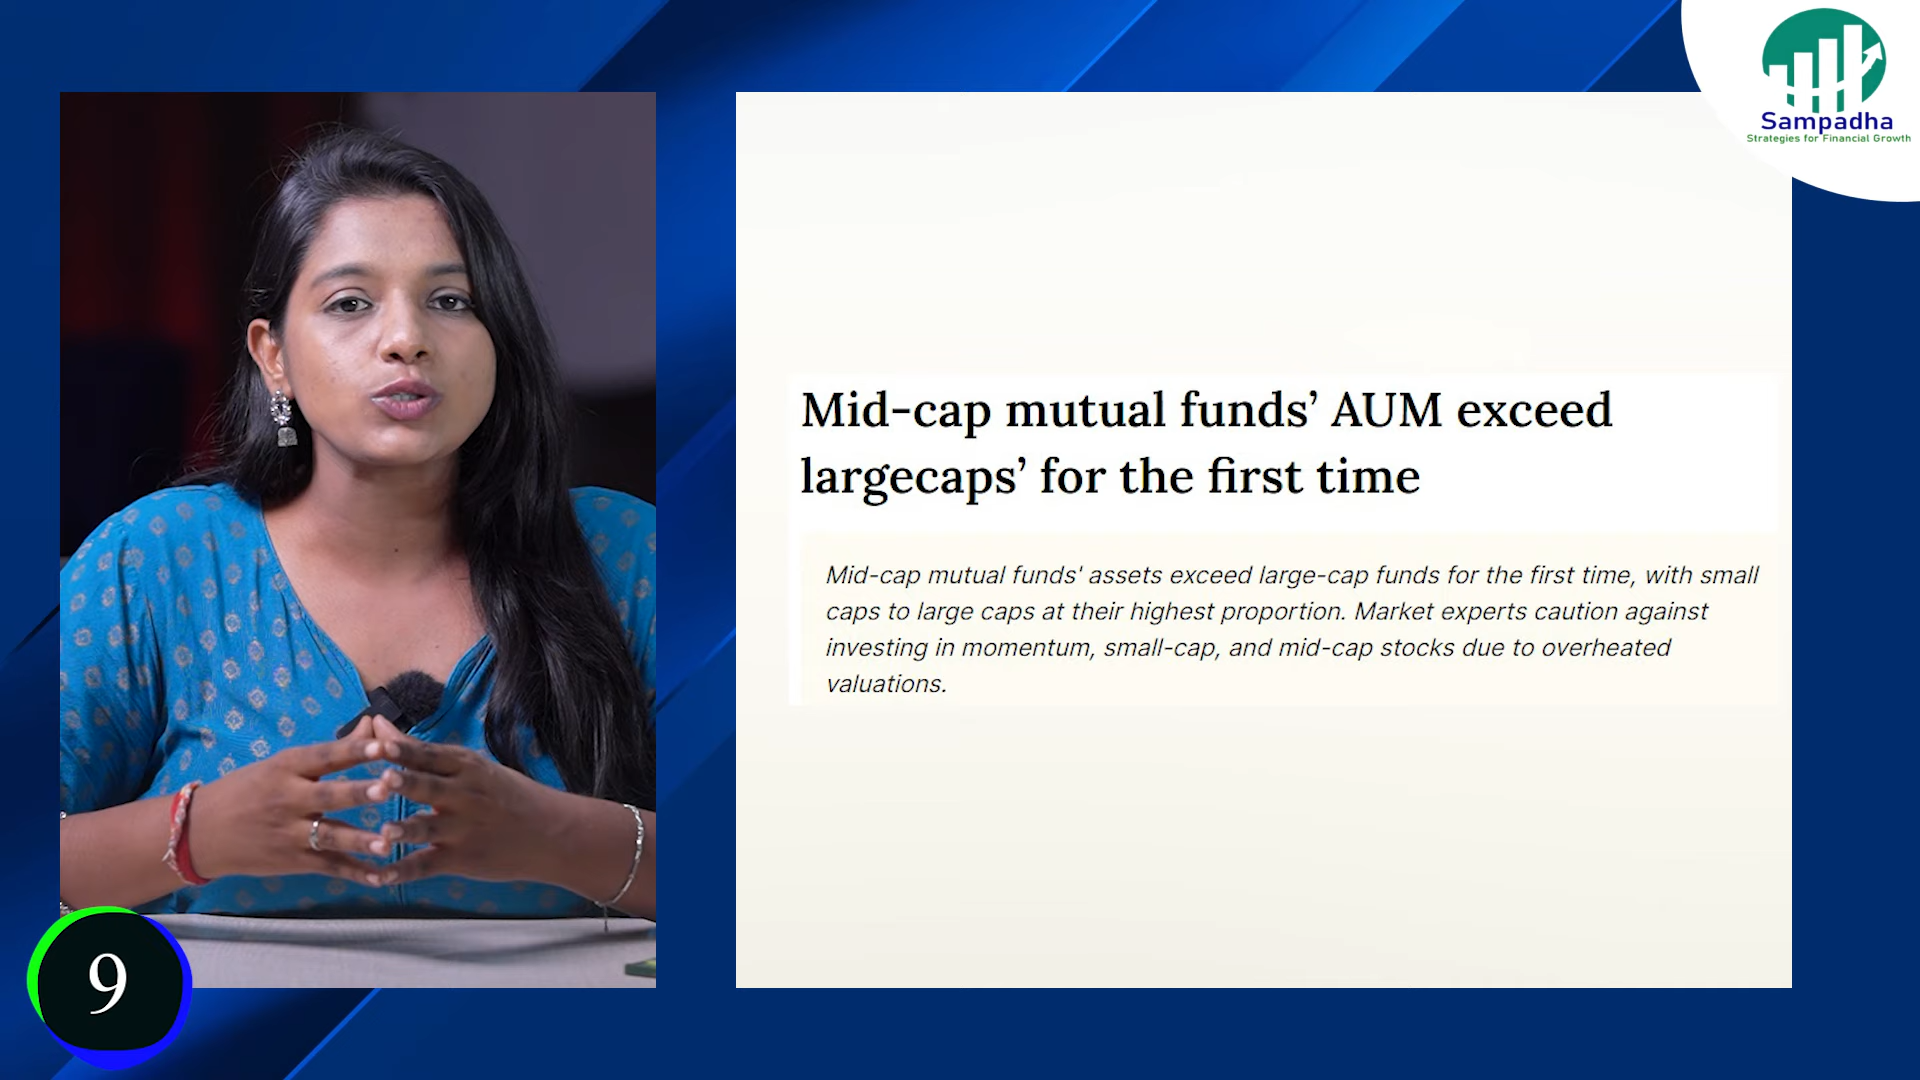 Sampadha
Strategies for Financial Growth
Mid-cap mutual funds’ AUM exceed
largecaps’ for the first time
Mid-cap mutual funds' assets exceed large-cap funds for the first time, with small
caps to large caps at their highest proportion. Market experts caution against
investing in momentum, small-cap, and mid-cap stocks due to overheated
valuations.
9